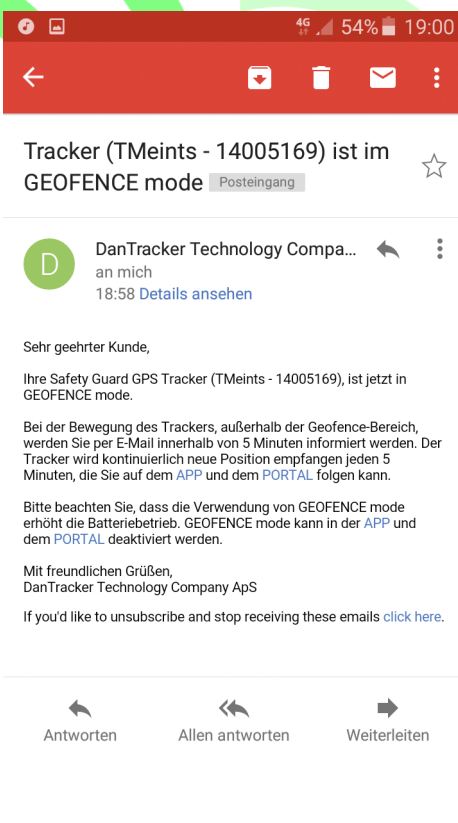 4G 54% 19:00
Tracker (TMeints - 14005169) ist im
GEOFENCE mode Posteingang
D
DanTracker Technology Compa...
an mich
18:58 Details ansehen
Sehr geehrter Kunde,
Ihre Safety Guard GPS Tracker (TMeints - 14005169), ist jetzt in
GEOFENCE mode.
Bei der Bewegung des Trackers, außerhalb der Geofence-Bereich,
werden Sie per E-Mail innerhalb von 5 Minuten informiert werden. Der
Tracker wird kontinuierlich neue Position empfangen jeden 5
Minuten, die Sie auf dem APP und dem PORTAL folgen kann.
Bitte beachten Sie, dass die Verwendung von GEOFENCE mode
erhöht die Batteriebetrieb. GEOFENCE mode kann in der APP und
dem PORTAL deaktiviert werden.
Mit freundlichen Grüßen,
DanTracker Technology Company ApS
If you'd like to unsubscribe and stop receiving these emails click here.
Antworten Allen antworten Weiterleiten